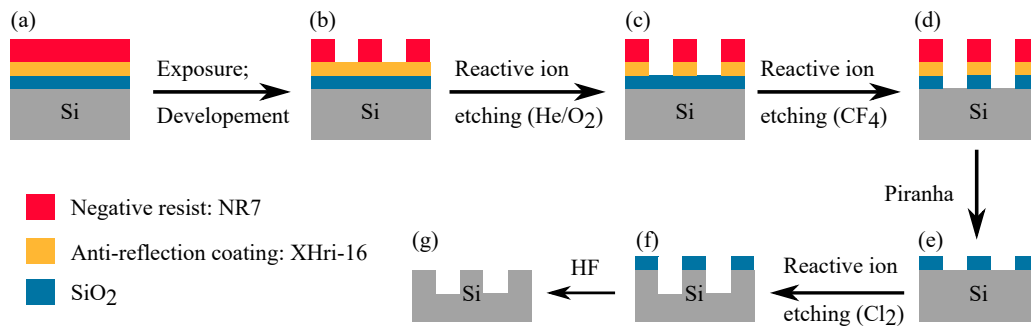 (a)
(b)
(c)
(d)
Exposure;
Developement
Reactive ion
etching (He/O₂)
Reactive ion
etching (CF₄)
Si
Si
Si
Si
Piranha
Negative resist: NR7
Anti-reflection coating: XHri-16
SiO₂
(g)
(f)
(e)
HF
Reactive ion
etching (Cl₂)
Si
Si
Si